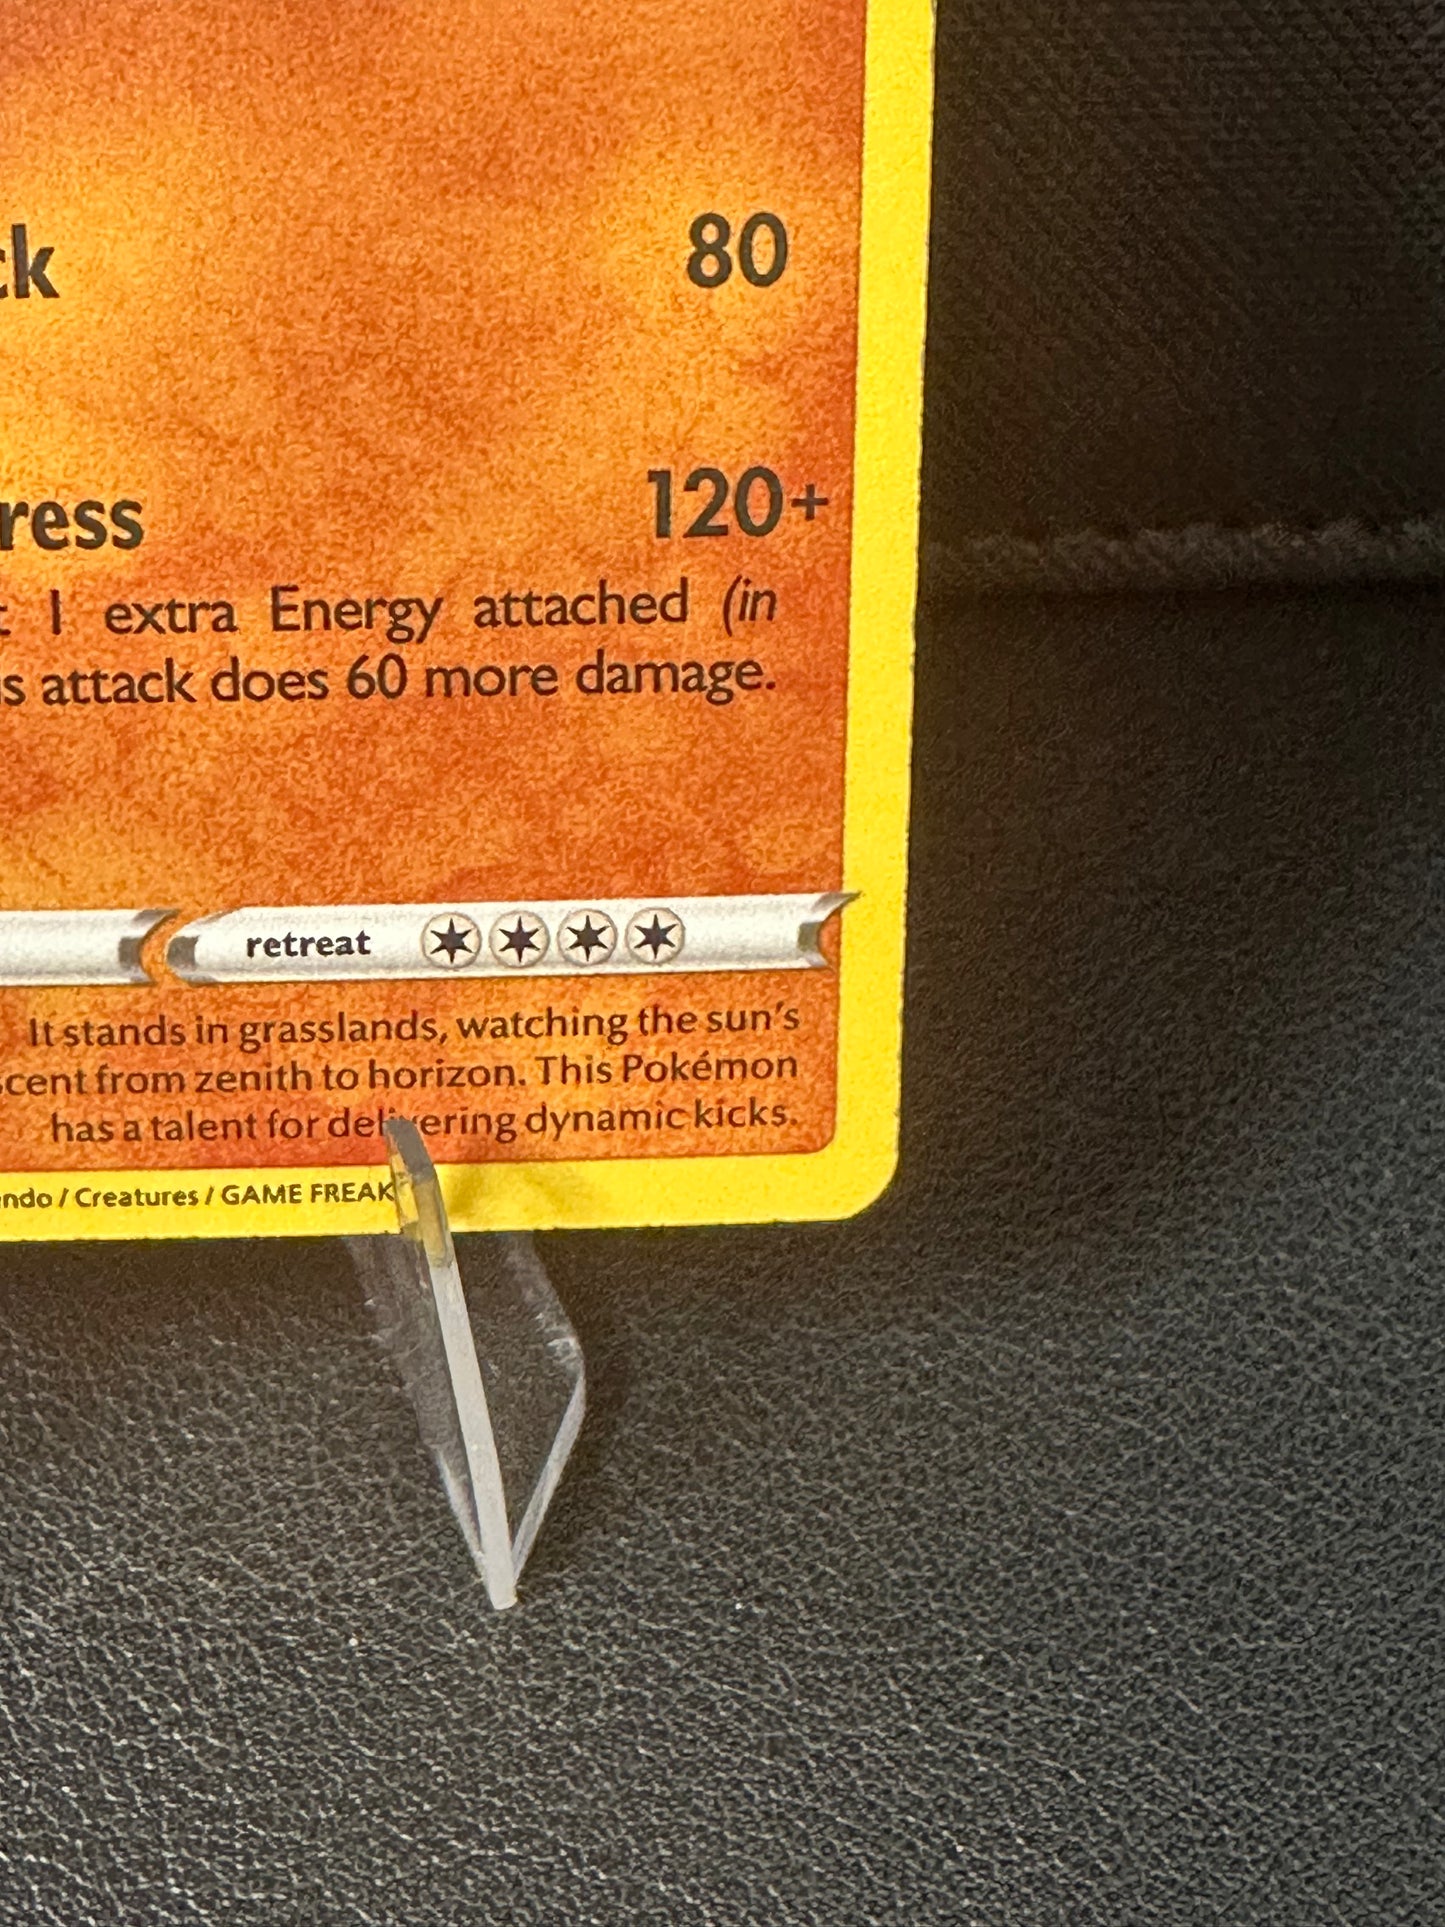 ck 80
ress 120+
t 1 extra Energy attached (in
is attack does 60 more damage.
retreat
It stands in grasslands, watching the sun's
scent from zenith to horizon. This Pokémon
has a talent for delivering dynamic kicks.
ndo / Creatures / GAME FREAK